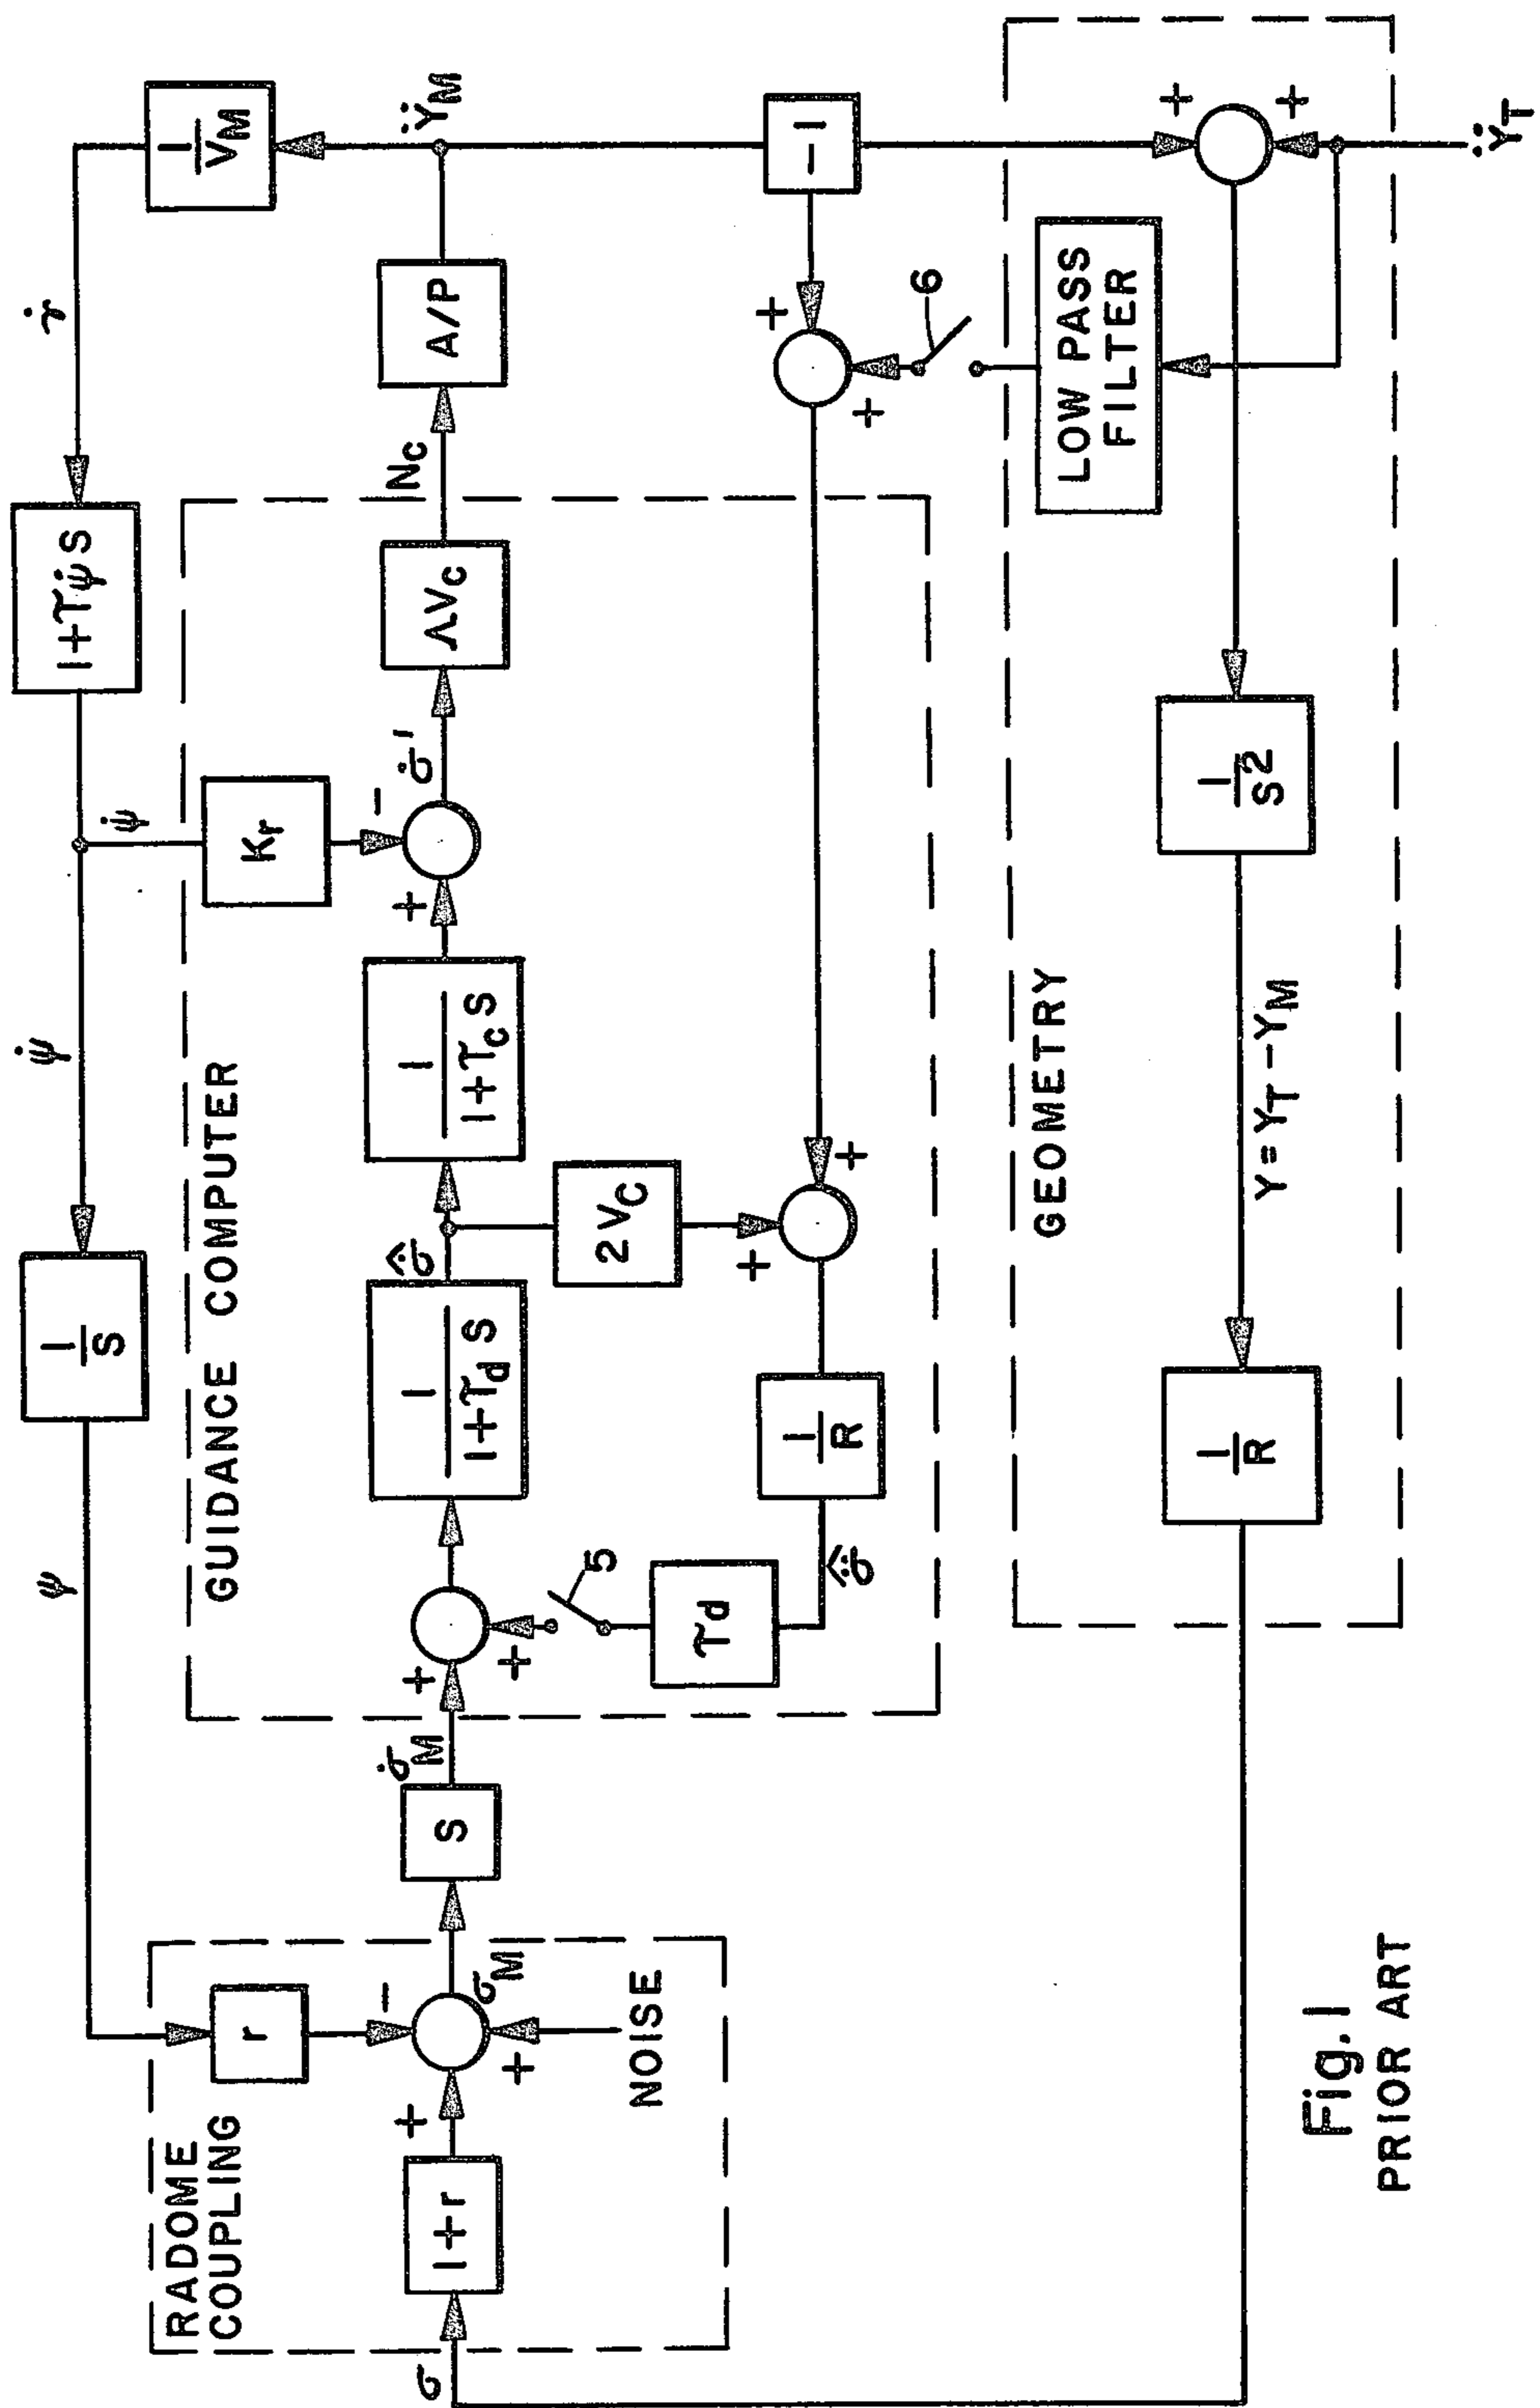 ψ
ψ̇
γ̇
1/S
1+τψ̇ S
1/VM
RADOME
COUPLING
r
1+r
+
−
+
NOISE
σ
σM
S
σ̇M
GUIDANCE COMPUTER
+
+
1/1+τd S
σ̇̂
1/1+τc S
+
−
Kr
ψ̇
σ̇'
ΛVc
Nc
A/P
ŸM
5
τd
σ̈̂
1/R
2 VC
+
+
+
+
6
−1
GEOMETRY
LOW PASS
FILTER
+
+
ŸT
1/S2
Y=YT−YM
1/R
Fig.1
PRIOR ART